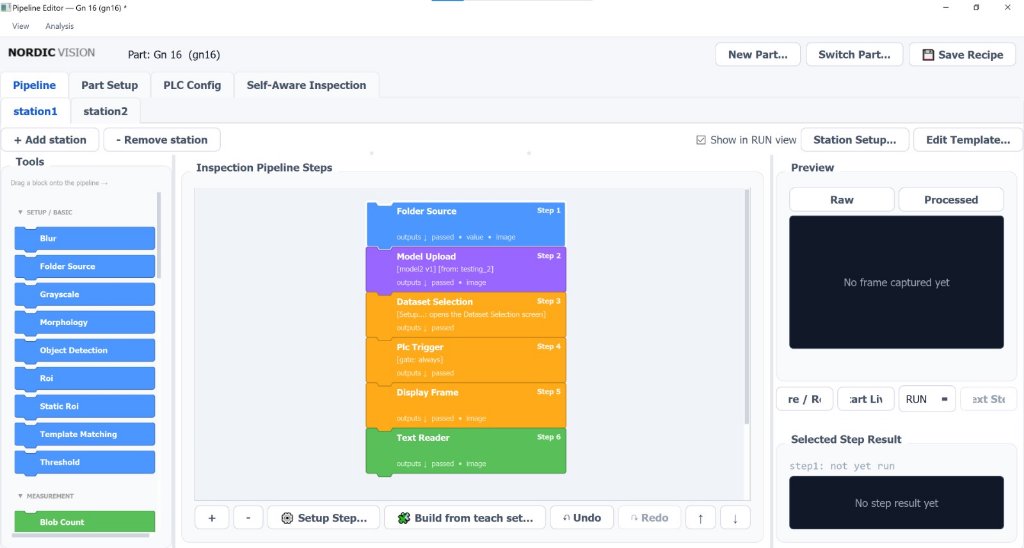 Pipeline Editor — Gn 16 (gn16) *
View Analysis
NORDIC VISION Part: Gn 16 (gn16) New Part... Switch Part... Save Recipe
Pipeline Part Setup PLC Config Self-Aware Inspection
station1 station2
+ Add station - Remove station Show in RUN view Station Setup... Edit Template...
Tools
Drag a block onto the pipeline →
▼ SETUP / BASIC
Blur
Folder Source
Grayscale
Morphology
Object Detection
Roi
Static Roi
Template Matching
Threshold
▼ MEASUREMENT
Blob Count
Inspection Pipeline Steps
Folder Source Step 1
outputs ↓ passed • value • image
Model Upload Step 2
[model2 v1] [from: testing_2]
outputs ↓ passed • image
Dataset Selection Step 3
[Setup.... opens the Dataset Selection screen]
outputs ↓ passed
Plc Trigger Step 4
[gate: always]
outputs ↓ passed
Display Frame Step 5
outputs ↓ passed • image
Text Reader Step 6
outputs ↓ passed • image
+ - Setup Step... Build from teach set... Undo Redo ↑ ↓
Preview
Raw Processed
No frame captured yet
re / Re art Liv RUN ext Ste
Selected Step Result
step1: not yet run
No step result yet